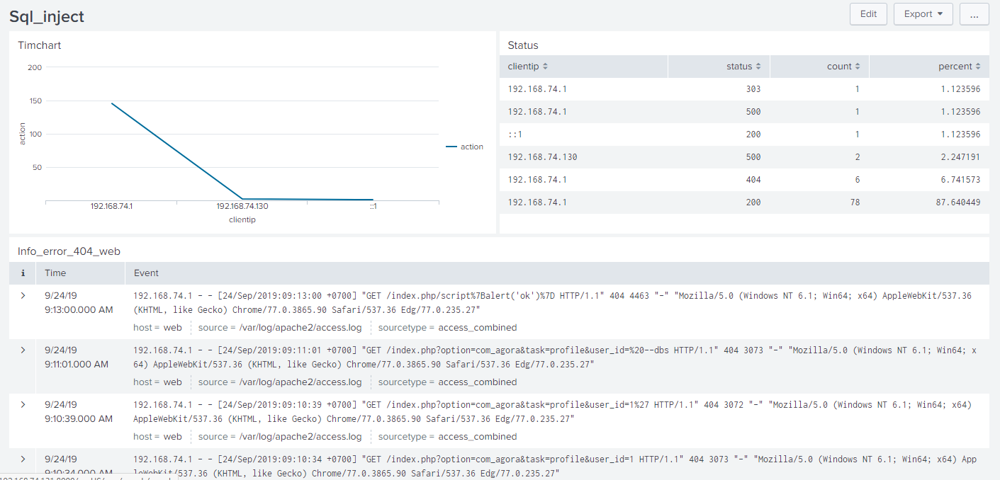 Sql_inject
Edit
Export
...
Timchart
200
150
100
50
action
192.168.74.1
192.168.74.130
::1
clientip
action
Status
clientip status count percent
192.168.74.1 303 1 1.123596
192.168.74.1 500 1 1.123596
::1 200 1 1.123596
192.168.74.130 500 2 2.247191
192.168.74.1 404 6 6.741573
192.168.74.1 200 78 87.640449
Info_error_404_web
i Time Event
9/24/19
9:13:00.000 AM
192.168.74.1 - - [24/Sep/2019:09:13:00 +0700] "GET /index.php/script%7Balert('ok')%7D HTTP/1.1" 404 4463 "-" "Mozilla/5.0 (Windows NT 6.1; Win64; x64) AppleWebKit/537.36
(KHTML, like Gecko) Chrome/77.0.3865.90 Safari/537.36 Edg/77.0.235.27"
host = web source = /var/log/apache2/access.log sourcetype = access_combined
9/24/19
9:11:01.000 AM
192.168.74.1 - - [24/Sep/2019:09:11:01 +0700] "GET /index.php?option=com_agora&task=profile&user_id=%20--dbs HTTP/1.1" 404 3073 "-" "Mozilla/5.0 (Windows NT 6.1; Win64; x
64) AppleWebKit/537.36 (KHTML, like Gecko) Chrome/77.0.3865.90 Safari/537.36 Edg/77.0.235.27"
host = web source = /var/log/apache2/access.log sourcetype = access_combined
9/24/19
9:10:39.000 AM
192.168.74.1 - - [24/Sep/2019:09:10:39 +0700] "GET /index.php?option=com_agora&task=profile&user_id=1%27 HTTP/1.1" 404 3072 "-" "Mozilla/5.0 (Windows NT 6.1; Win64; x64)
AppleWebKit/537.36 (KHTML, like Gecko) Chrome/77.0.3865.90 Safari/537.36 Edg/77.0.235.27"
host = web source = /var/log/apache2/access.log sourcetype = access_combined
9/24/19
9:10:34.000 AM
192.168.74.1 - - [24/Sep/2019:09:10:34 +0700] "GET /index.php?option=com_agora&task=profile&user_id=1 HTTP/1.1" 404 3073 "-" "Mozilla/5.0 (Windows NT 6.1; Win64; x64) App
leWebKit/537.36 (KHTML, like Gecko) Chrome/77.0.3865.90 Safari/537.36 Edg/77.0.235.27"